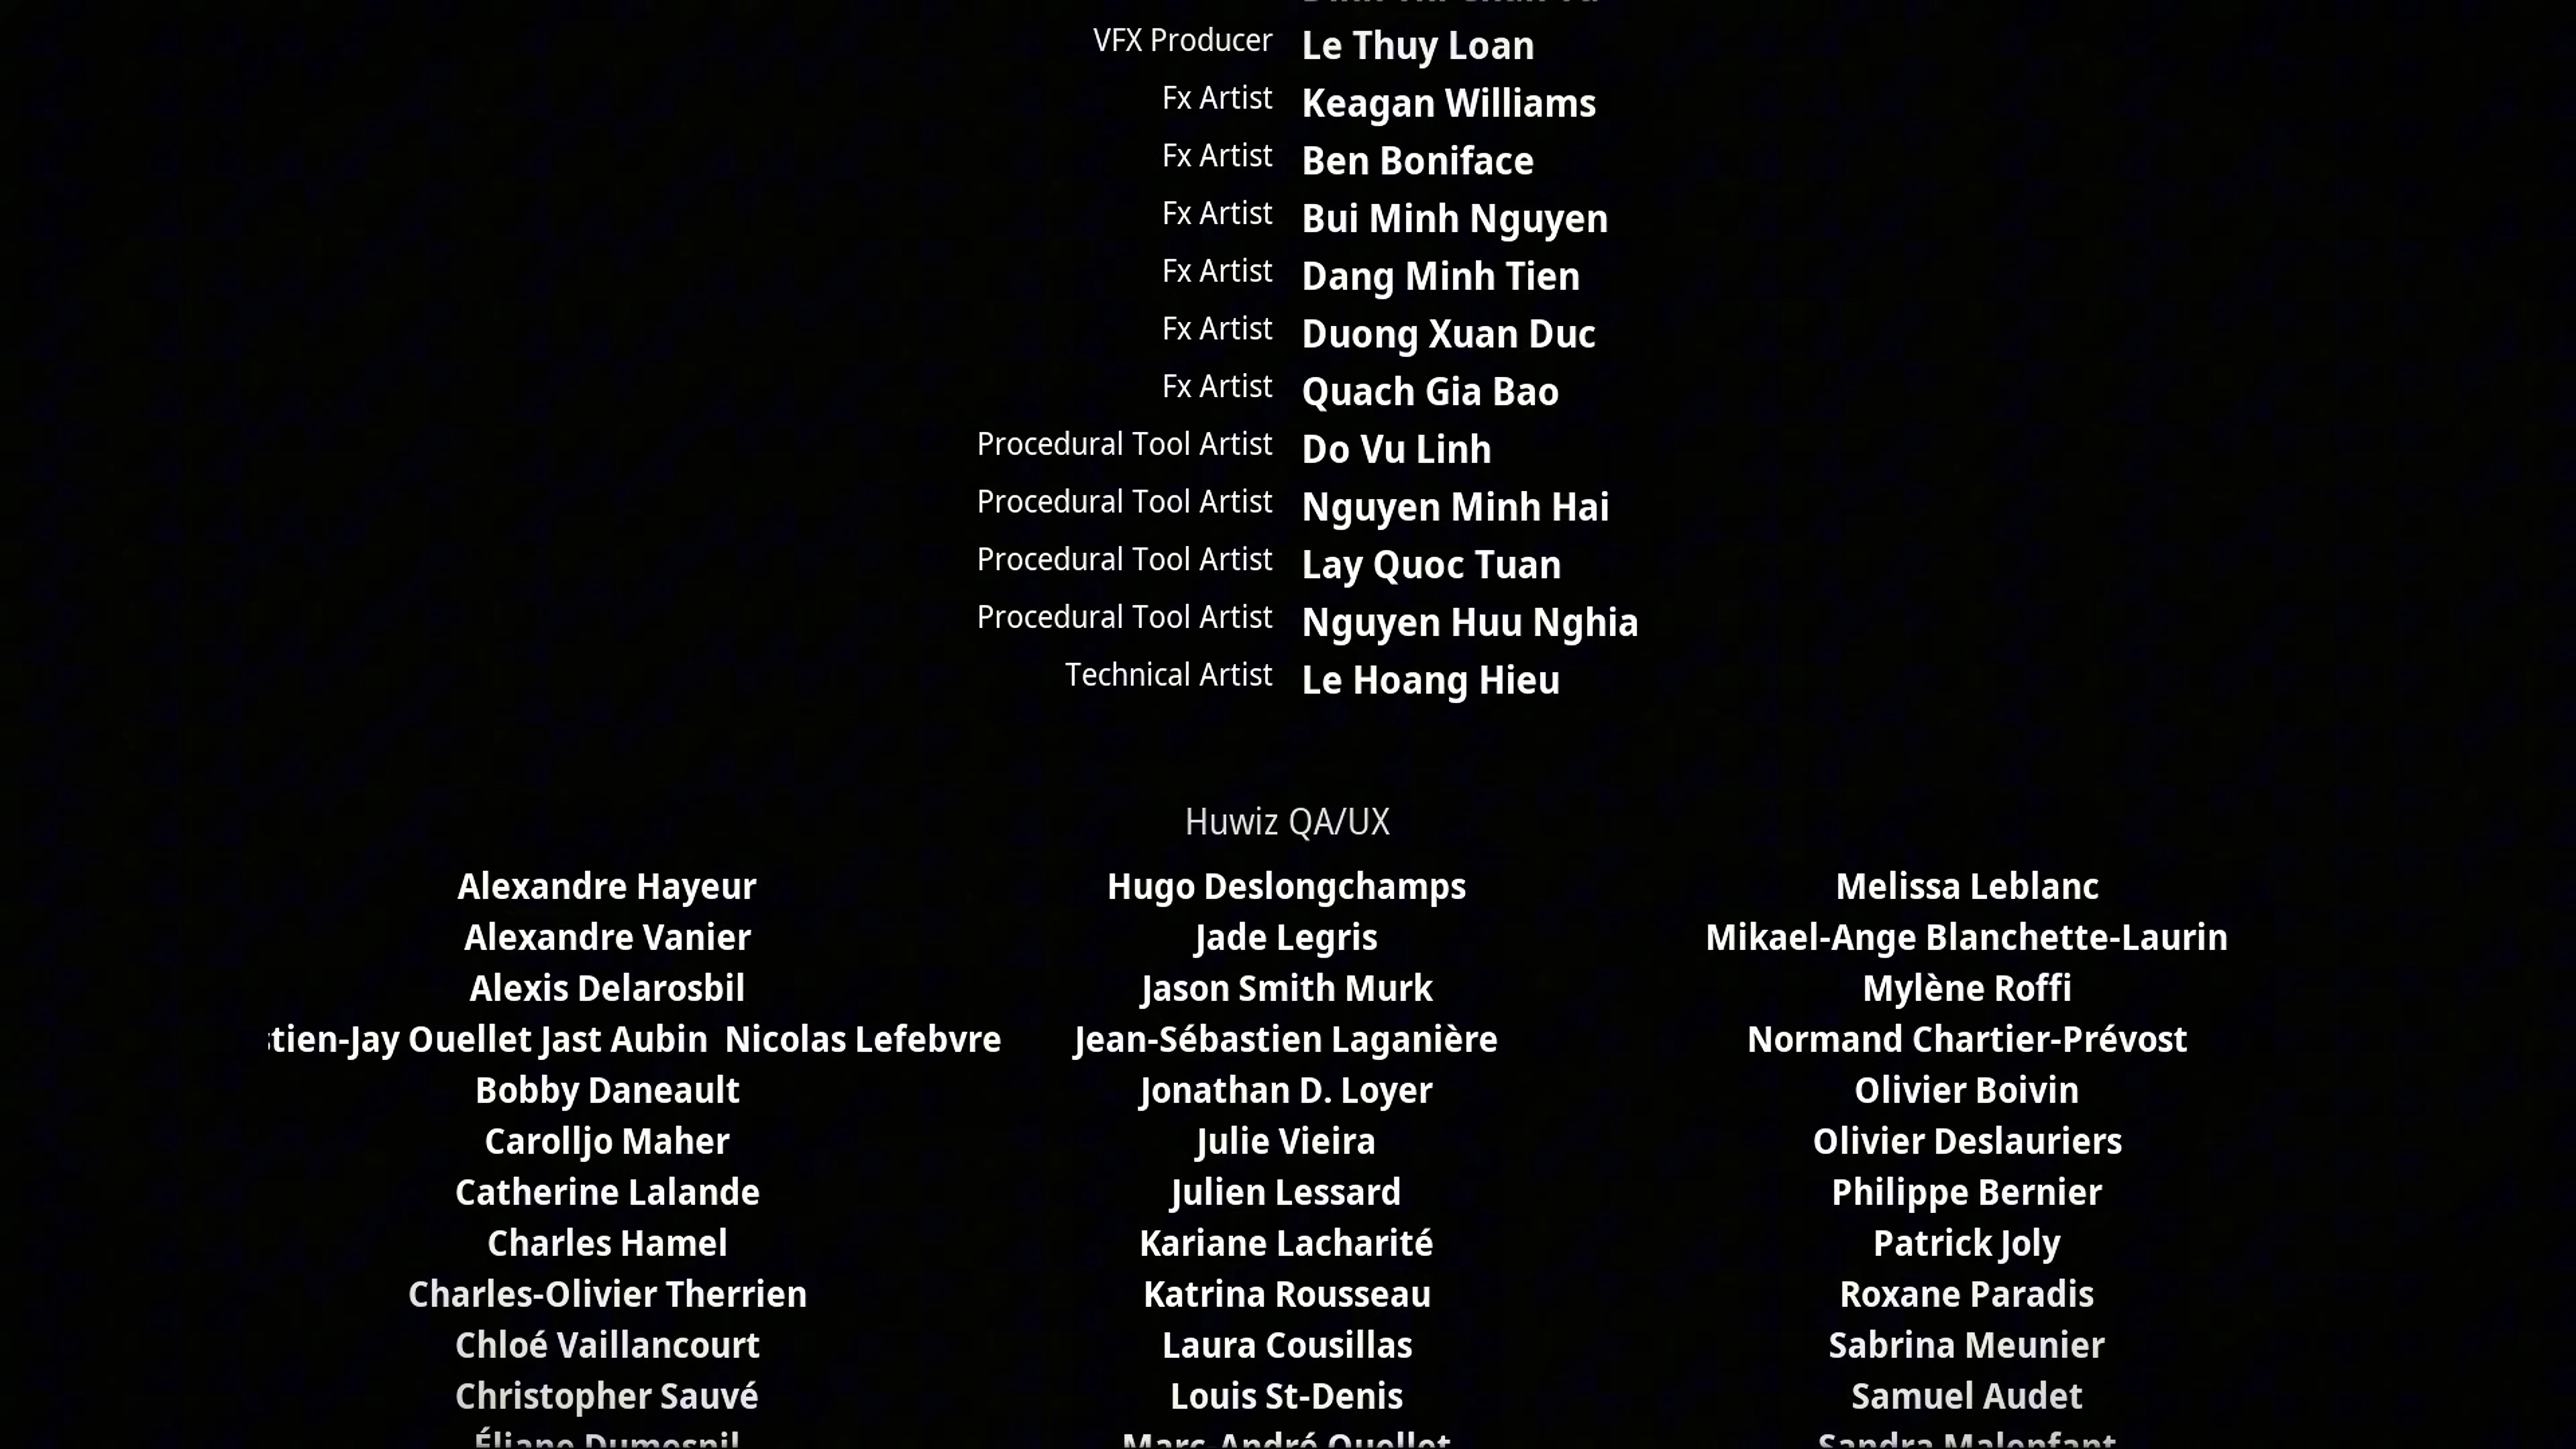 VFX Producer Le Thuy Loan
Fx Artist Keagan Williams
Fx Artist Ben Boniface
Fx Artist Bui Minh Nguyen
Fx Artist Dang Minh Tien
Fx Artist Duong Xuan Duc
Fx Artist Quach Gia Bao
Procedural Tool Artist Do Vu Linh
Procedural Tool Artist Nguyen Minh Hai
Procedural Tool Artist Lay Quoc Tuan
Procedural Tool Artist Nguyen Huu Nghia
Technical Artist Le Hoang Hieu
Huwiz QA/UX
Alexandre Hayeur Hugo Deslongchamps Melissa Leblanc
Alexandre Vanier Jade Legris Mikael-Ange Blanchette-Laurin
Alexis Delarosbil Jason Smith Murk Mylène Roffi
tien-Jay Ouellet Jast Aubin Nicolas Lefebvre Jean-Sébastien Laganière Normand Chartier-Prévost
Bobby Daneault Jonathan D. Loyer Olivier Boivin
Carolljo Maher Julie Vieira Olivier Deslauriers
Catherine Lalande Julien Lessard Philippe Bernier
Charles Hamel Kariane Lacharité Patrick Joly
Charles-Olivier Therrien Katrina Rousseau Roxane Paradis
Chloé Vaillancourt Laura Cousillas Sabrina Meunier
Christopher Sauvé Louis St-Denis Samuel Audet
Éliane Dumesnil Marc-André Ouellet Sandra Malenfant